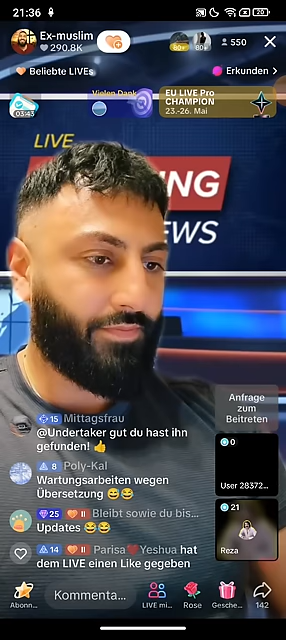 21:36
20
Ex-muslim
290.8K
80+
80+
550
Beliebte LIVEs
Erkunden >
03:43
Vielen Dank
EU LIVE Pro
CHAMPION
23.-26. Mai
LIVE
NG
EWS
Anfrage
zum
Beitreten
15 Mittagsfrau
@Undertaker gut du hast ihn
gefunden! 👍
0
User 28372...
8 Poly-Kal
Wartungsarbeiten wegen
Übersetzung 😂😂
25 II Bleibt sowie du bis...
Updates 😂😂
21
Reza
14 II Parisa❤Yeshua hat
dem LIVE einen Like gegeben
Abonn...
Kommenta...
LIVE mi...
Rose
Gesche...
142